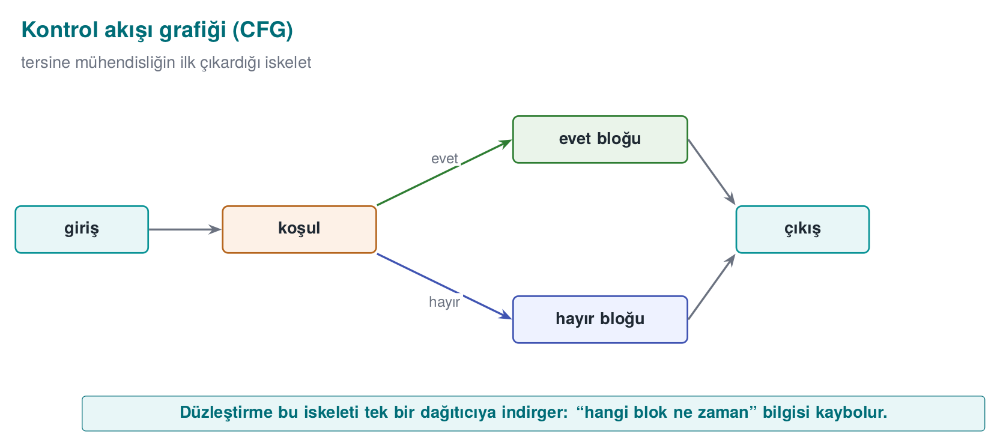 Kontrol akışı grafiği (CFG)
tersine mühendisliğin ilk çıkardığı iskelet
evet bloğu
evet
giriş
koşul
çıkış
hayır
hayır bloğu
Düzleştirme bu iskeleti tek bir dağıtıcıya indirger: “hangi blok ne zaman” bilgisi kaybolur.